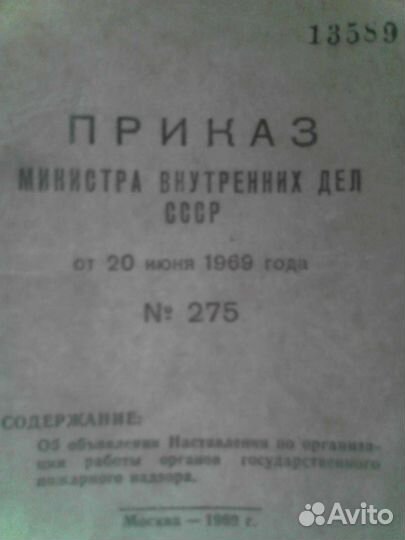 13589
ПРИКАЗ
МИНИСТРА ВНУТРЕННИХ ДЕЛ
СССР
от 20 июня 1969 года
№ 275
СОДЕРЖАНИЕ:
Об объявлении Наставления по организа-
ции работы органов государственного
пожарного надзора.
Москва — 1969 г.
Avito